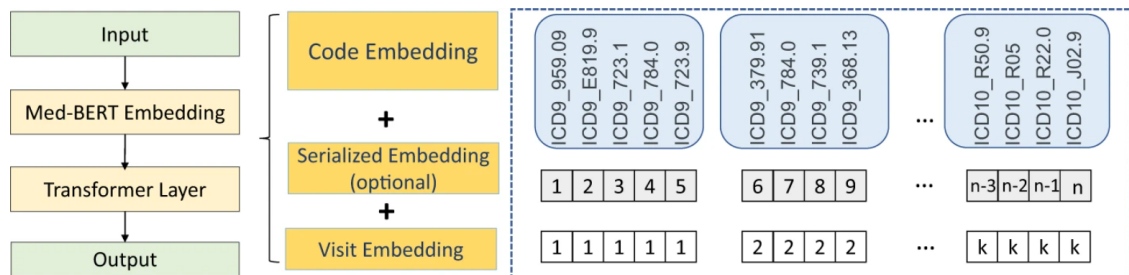 Input
Med-BERT Embedding
Transformer Layer
Output
Code Embedding
+
Serialized Embedding
(optional)
+
Visit Embedding
ICD9_959.09
ICD9_E819.9
ICD9_723.1
ICD9_784.0
ICD9_723.9
ICD9_379.91
ICD9_784.0
ICD9_739.1
ICD9_368.13
...
ICD10_R50.9
ICD10_R05
ICD10_R22.0
ICD10_J02.9
1 2 3 4 5 6 7 8 9 ... n-3 n-2 n-1 n
1 1 1 1 1 2 2 2 2 ... k k k k